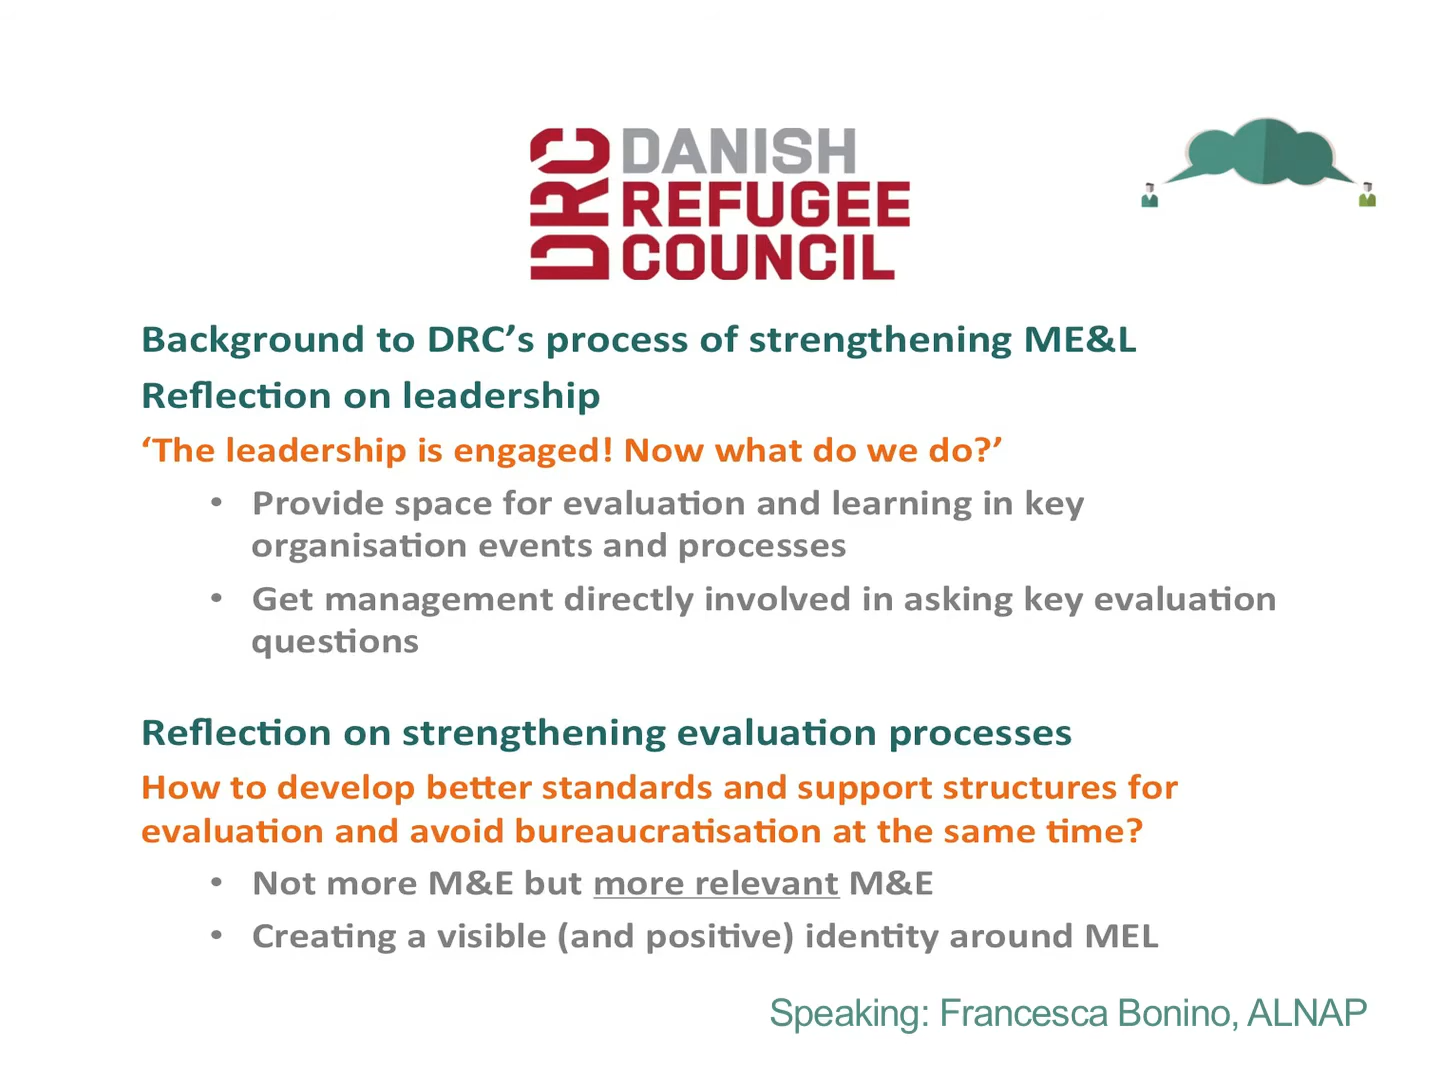 DRC
DANISH
REFUGEE
COUNCIL
Background to DRC’s process of strengthening ME&L
Reflection on leadership
‘The leadership is engaged! Now what do we do?’
• Provide space for evaluation and learning in key
organisation events and processes
• Get management directly involved in asking key evaluation
questions
Reflection on strengthening evaluation processes
How to develop better standards and support structures for
evaluation and avoid bureaucratisation at the same time?
• Not more M&E but more relevant M&E
• Creating a visible (and positive) identity around MEL
Speaking: Francesca Bonino, ALNAP